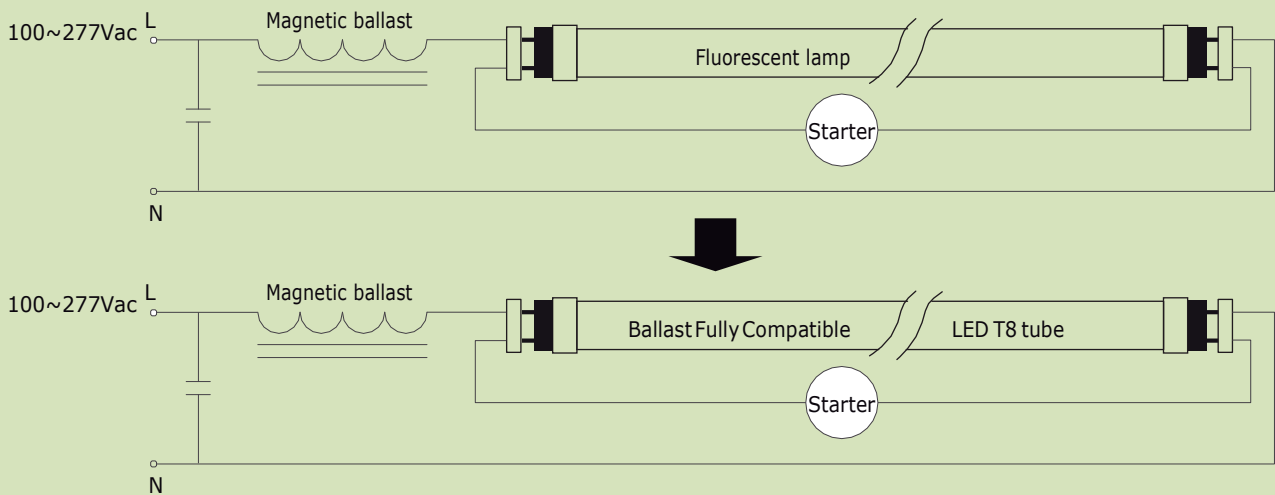 100~277Vac L Magnetic ballast
Fluorescent lamp
Starter
N
100~277Vac L Magnetic ballast
Ballast Fully Compatible LED T8 tube
Starter
N